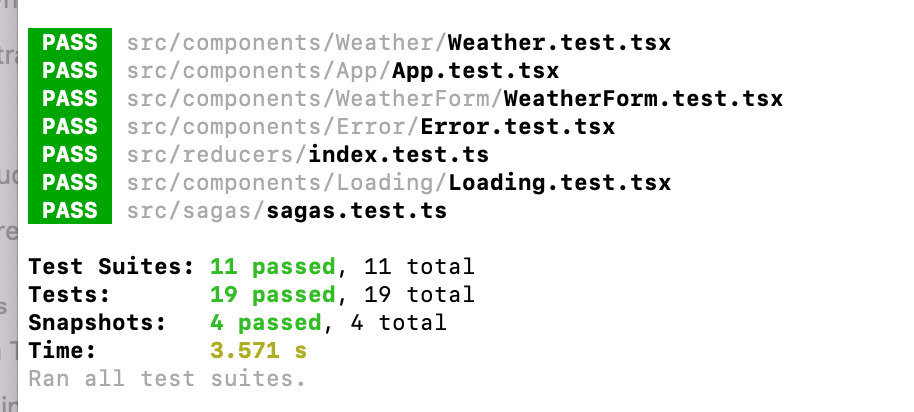 PASS src/components/Weather/Weather.test.tsx
PASS src/components/App/App.test.tsx
PASS src/components/WeatherForm/WeatherForm.test.tsx
PASS src/components/Error/Error.test.tsx
PASS src/reducers/index.test.ts
PASS src/components/Loading/Loading.test.tsx
PASS src/sagas/sagas.test.ts
Test Suites: 11 passed, 11 total
Tests: 19 passed, 19 total
Snapshots: 4 passed, 4 total
Time: 3.571 s
Ran all test suites.